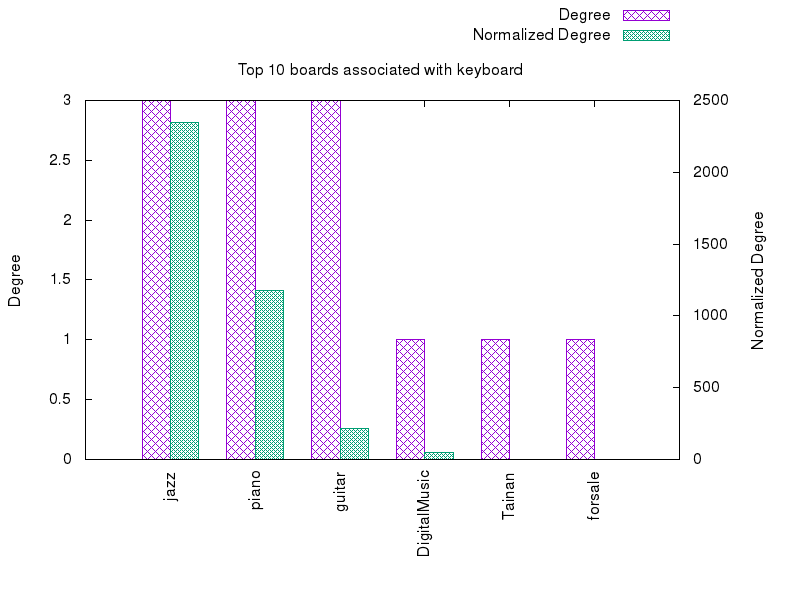 Degree
Normalized Degree
Top 10 boards associated with keyboard
3
2.5
2
1.5
1
0.5
0
2500
2000
1500
1000
500
0
Degree
Normalized Degree
jazz
piano
guitar
DigitalMusic
Tainan
forsale